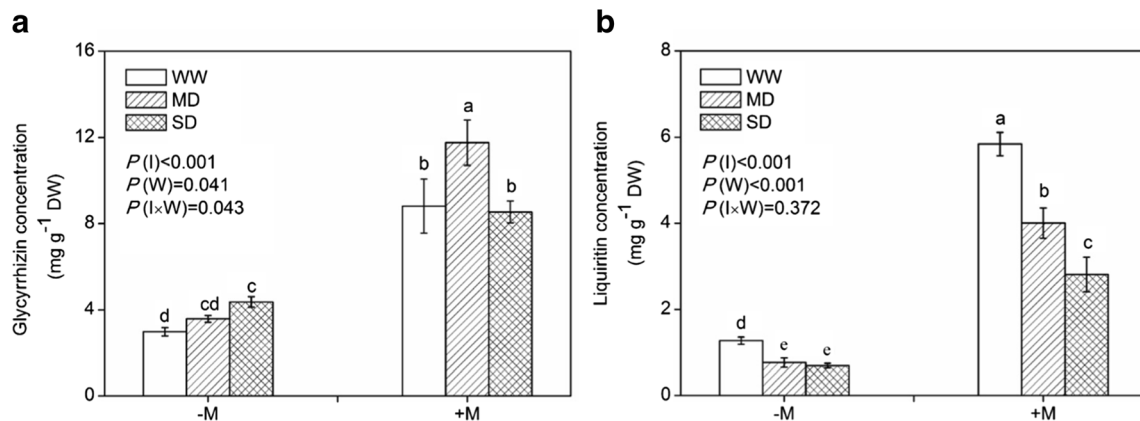 a
Glycyrrhizin concentration
(mg g⁻¹ DW)
16
12
8
4
0
WW
MD
SD
P(I)<0.001
P(W)=0.041
P(I×W)=0.043
d
cd
c
b
a
b
-M
+M
b
Liquiritin concentration
(mg g⁻¹ DW)
8
6
4
2
0
WW
MD
SD
P(I)<0.001
P(W)<0.001
P(I×W)=0.372
d
e
e
a
b
c
-M
+M